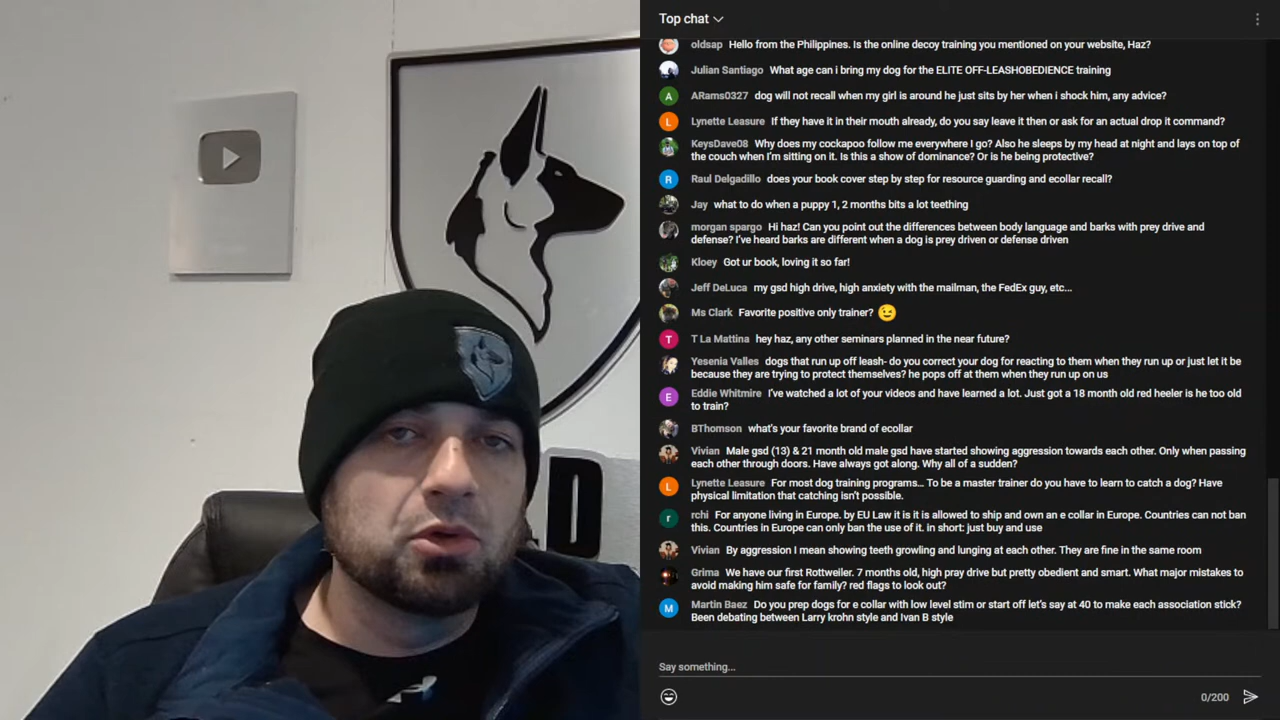 Top chat
oldsap Hello from the Philippines. Is the online decoy training you mentioned on your website, Haz?
Julian Santiago What age can i bring my dog for the ELITE OFF-LEASHOBEDIENCE training
A ARams0327 dog will not recall when my girl is around he just sits by her when i shock him, any advice?
L Lynette Leasure If they have it in their mouth already, do you say leave it then or ask for an actual drop it command?
KeysDave08 Why does my cockapoo follow me everywhere I go? Also he sleeps by my head at night and lays on top of
the couch when I'm sitting on it. Is this a show of dominance? Or is he being protective?
R Raul Delgadillo does your book cover step by step for resource guarding and ecollar recall?
Jay what to do when a puppy 1, 2 months bits a lot teething
morgan spargo Hi haz! Can you point out the differences between body language and barks with prey drive and
defense? I've heard barks are different when a dog is prey driven or defense driven
Kloey Got ur book, loving it so far!
Jeff DeLuca my gsd high drive, high anxiety with the mailman, the FedEx guy, etc...
Ms Clark Favorite positive only trainer? 😉
T T La Mattina hey haz, any other seminars planned in the near future?
Yesenia Valles dogs that run up off leash- do you correct your dog for reacting to them when they run up or just let it be
because they are trying to protect themselves? he pops off at them when they run up on us
E Eddie Whitmire I've watched a lot of your videos and have learned a lot. Just got a 18 month old red heeler is he too old
to train?
BThomson what's your favorite brand of ecollar
Vivian Male gsd (13) & 21 month old male gsd have started showing aggression towards each other. Only when passing
each other through doors. Have always got along. Why all of a sudden?
L Lynette Leasure For most dog training programs... To be a master trainer do you have to learn to catch a dog? Have
physical limitation that catching isn't possible.
r rchi For anyone living in Europe. by EU Law it is it is allowed to ship and own an e collar in Europe. Countries can not ban
this. Countries in Europe can only ban the use of it. in short: just buy and use
Vivian By aggression I mean showing teeth growling and lunging at each other. They are fine in the same room
Grima We have our first Rottweiler. 7 months old, high pray drive but pretty obedient and smart. What major mistakes to
avoid making him safe for family? red flags to look out?
M Martin Baez Do you prep dogs for e collar with low level stim or start off let's say at 40 to make each association stick?
Been debating between Larry krohn style and Ivan B style
Say something...
0/200
D